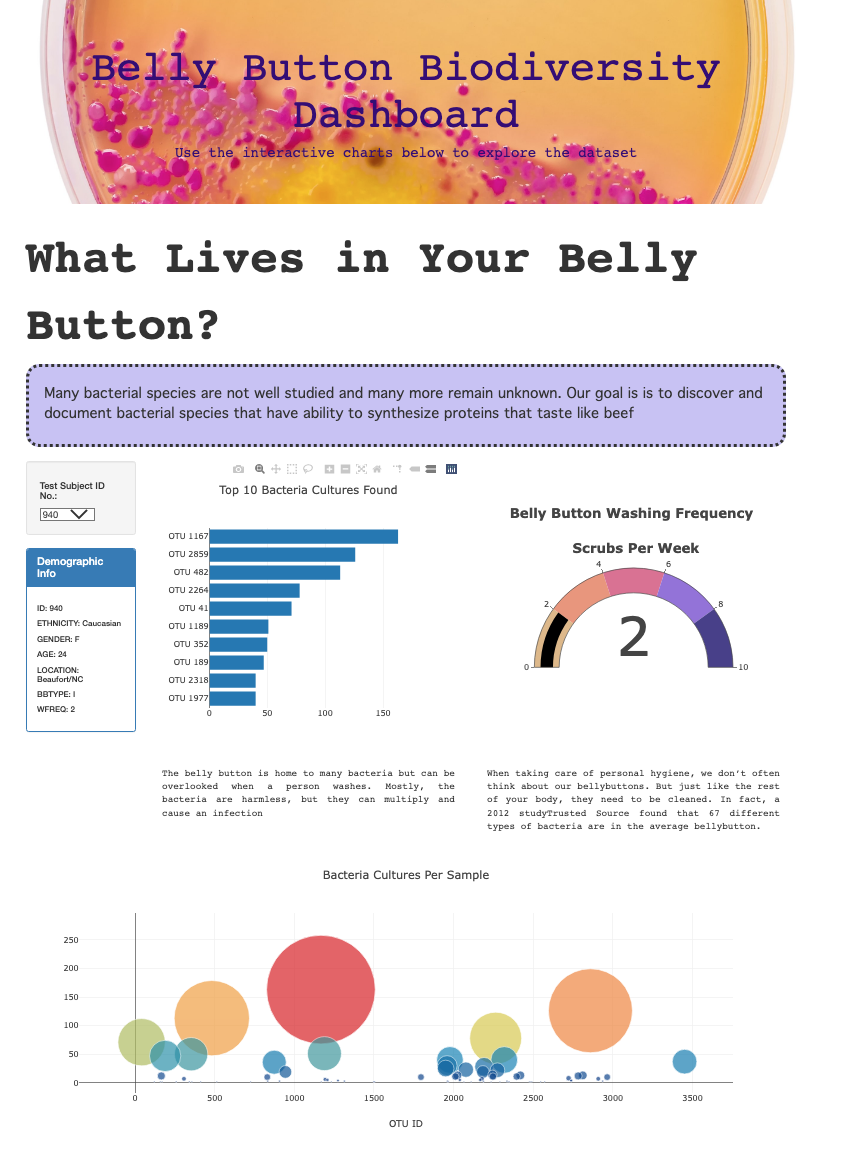 Belly Button Biodiversity
Dashboard
Use the interactive charts below to explore the dataset
What Lives in Your Belly
Button?
Many bacterial species are not well studied and many more remain unknown. Our goal is is to discover and
document bacterial species that have ability to synthesize proteins that taste like beef
Test Subject ID
No.:
940
Demographic
Info
ID: 940
ETHNICITY: Caucasian
GENDER: F
AGE: 24
LOCATION:
Beaufort/NC
BBTYPE: I
WFREQ: 2
Top 10 Bacteria Cultures Found
OTU 1167
OTU 2859
OTU 482
OTU 2264
OTU 41
OTU 1189
OTU 352
OTU 189
OTU 2318
OTU 1977
0 50 100 150
Belly Button Washing Frequency
Scrubs Per Week
0 2 4 6 8 10
2
The belly button is home to many bacteria but can be
overlooked when a person washes. Mostly, the
bacteria are harmless, but they can multiply and
cause an infection
When taking care of personal hygiene, we don't often
think about our bellybuttons. But just like the rest
of your body, they need to be cleaned. In fact, a
2012 studyTrusted Source found that 67 different
types of bacteria are in the average bellybutton.
Bacteria Cultures Per Sample
250
200
150
100
50
0
0 500 1000 1500 2000 2500 3000 3500
OTU ID